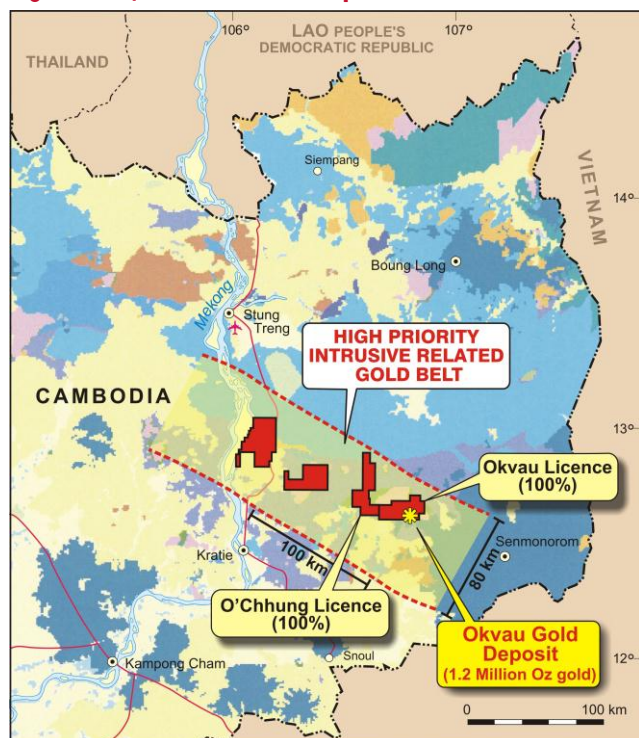 106°
107°
LAO PEOPLE'S
DEMOCRATIC REPUBLIC
THAILAND
Siempang
VIETNAM
14°
Boung Long
Mekong
Stung
Treng
HIGH PRIORITY
INTRUSIVE RELATED
GOLD BELT
CAMBODIA
13°
Okvau Licence
(100%)
100 km
80 km
Senmonorom
Kratie
O'Chhung Licence
(100%)
Okvau Gold
Deposit
(1.2 Million Oz gold)
Snoul
12°
Kampong Cham
0
100 km